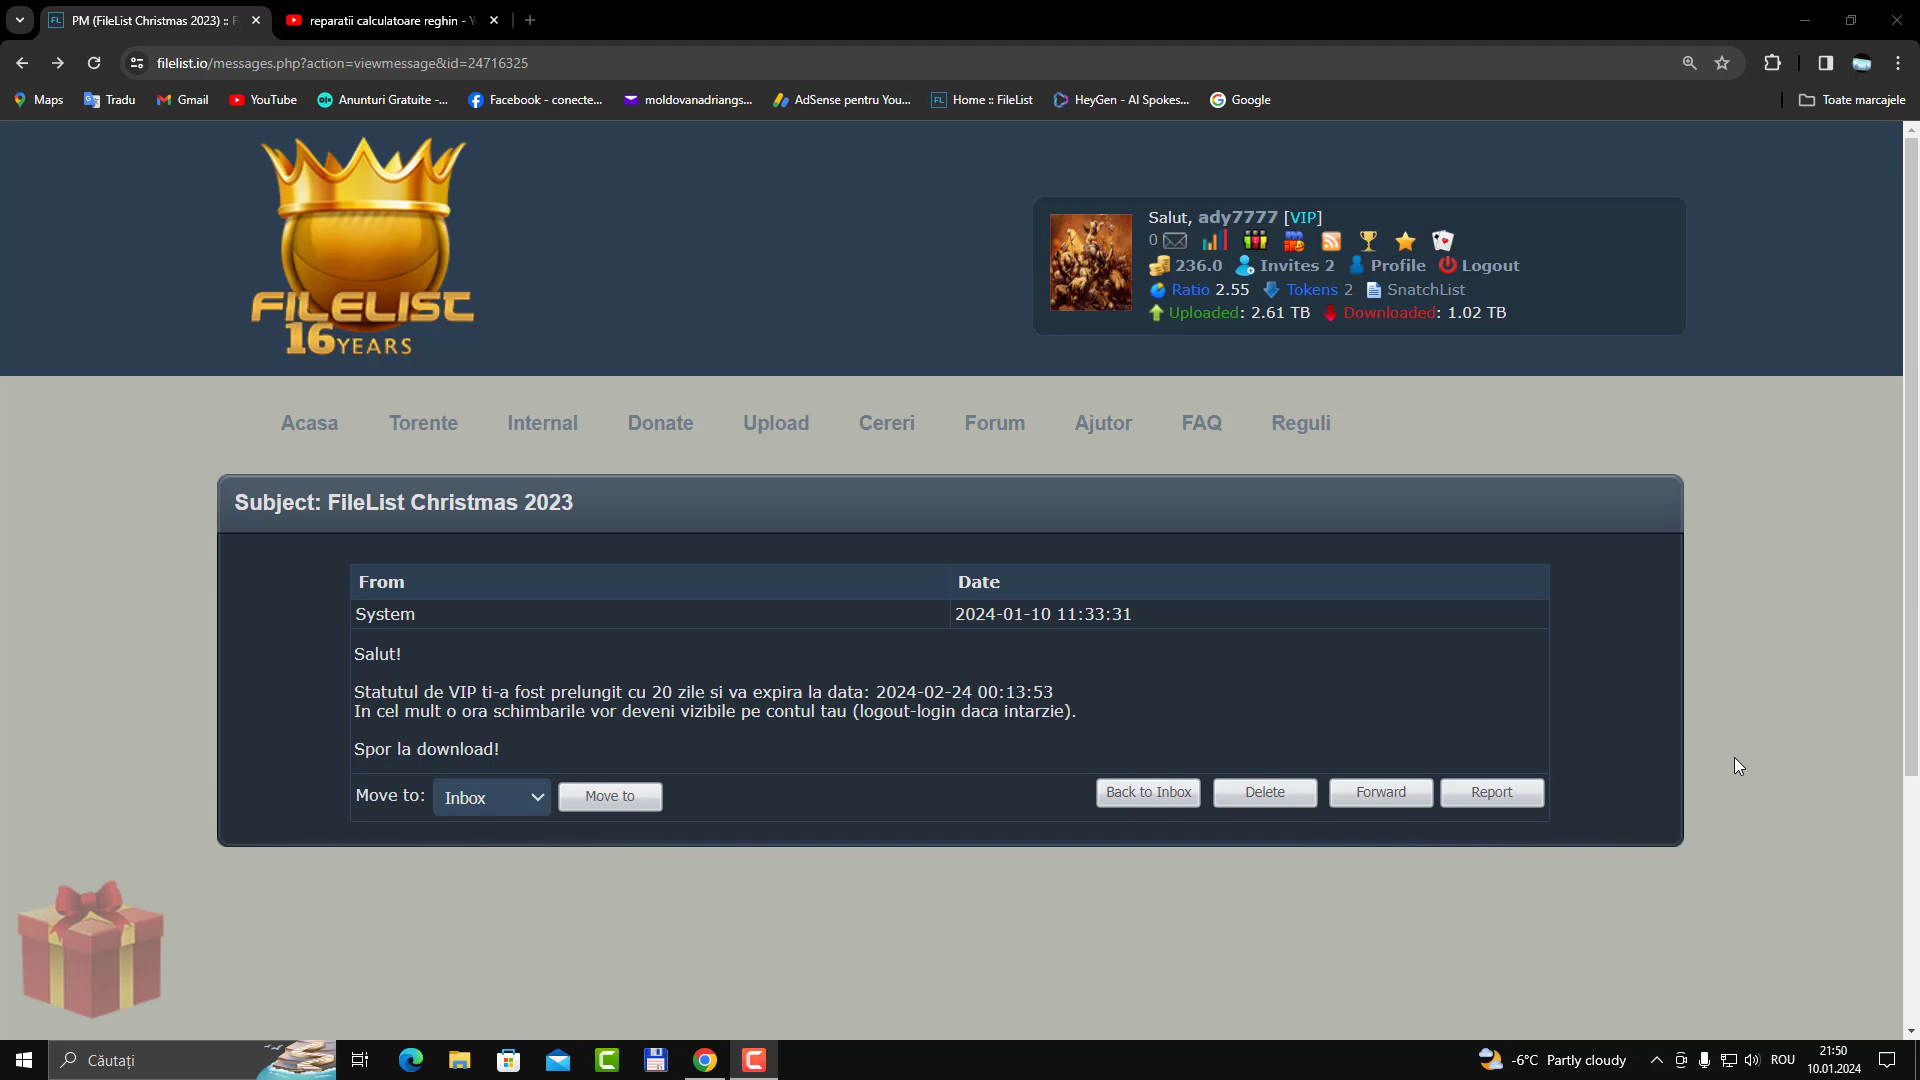 PM (FileList Christmas 2023) :: F
reparatii calculatoare reghin - Y
filelist.io/messages.php?action=viewmessage&id=24716325
Maps
Tradu
Gmail
YouTube
Anunturi Gratuite -...
Facebook - conecte...
moldovanadriangs...
AdSense pentru You...
FL
Home :: FileList
HeyGen - AI Spokes...
Google
Toate marcajele
FILELIST
16 YEARS
Salut, ady7777 [VIP]
0
236.0 Invites 2 Profile Logout
Ratio 2.55 Tokens 2 SnatchList
Uploaded: 2.61 TB Downloaded: 1.02 TB
Acasa Torente Internal Donate Upload Cereri Forum Ajutor FAQ Reguli
Subject: FileList Christmas 2023
From Date
System 2024-01-10 11:33:31
Salut!
Statutul de VIP ti-a fost prelungit cu 20 zile si va expira la data: 2024-02-24 00:13:53
In cel mult o ora schimbarile vor deveni vizibile pe contul tau (logout-login daca intarzie).
Spor la download!
Move to: Inbox Move to Back to Inbox Delete Forward Report
Căutați
-6°C Partly cloudy
ROU
21:50
10.01.2024